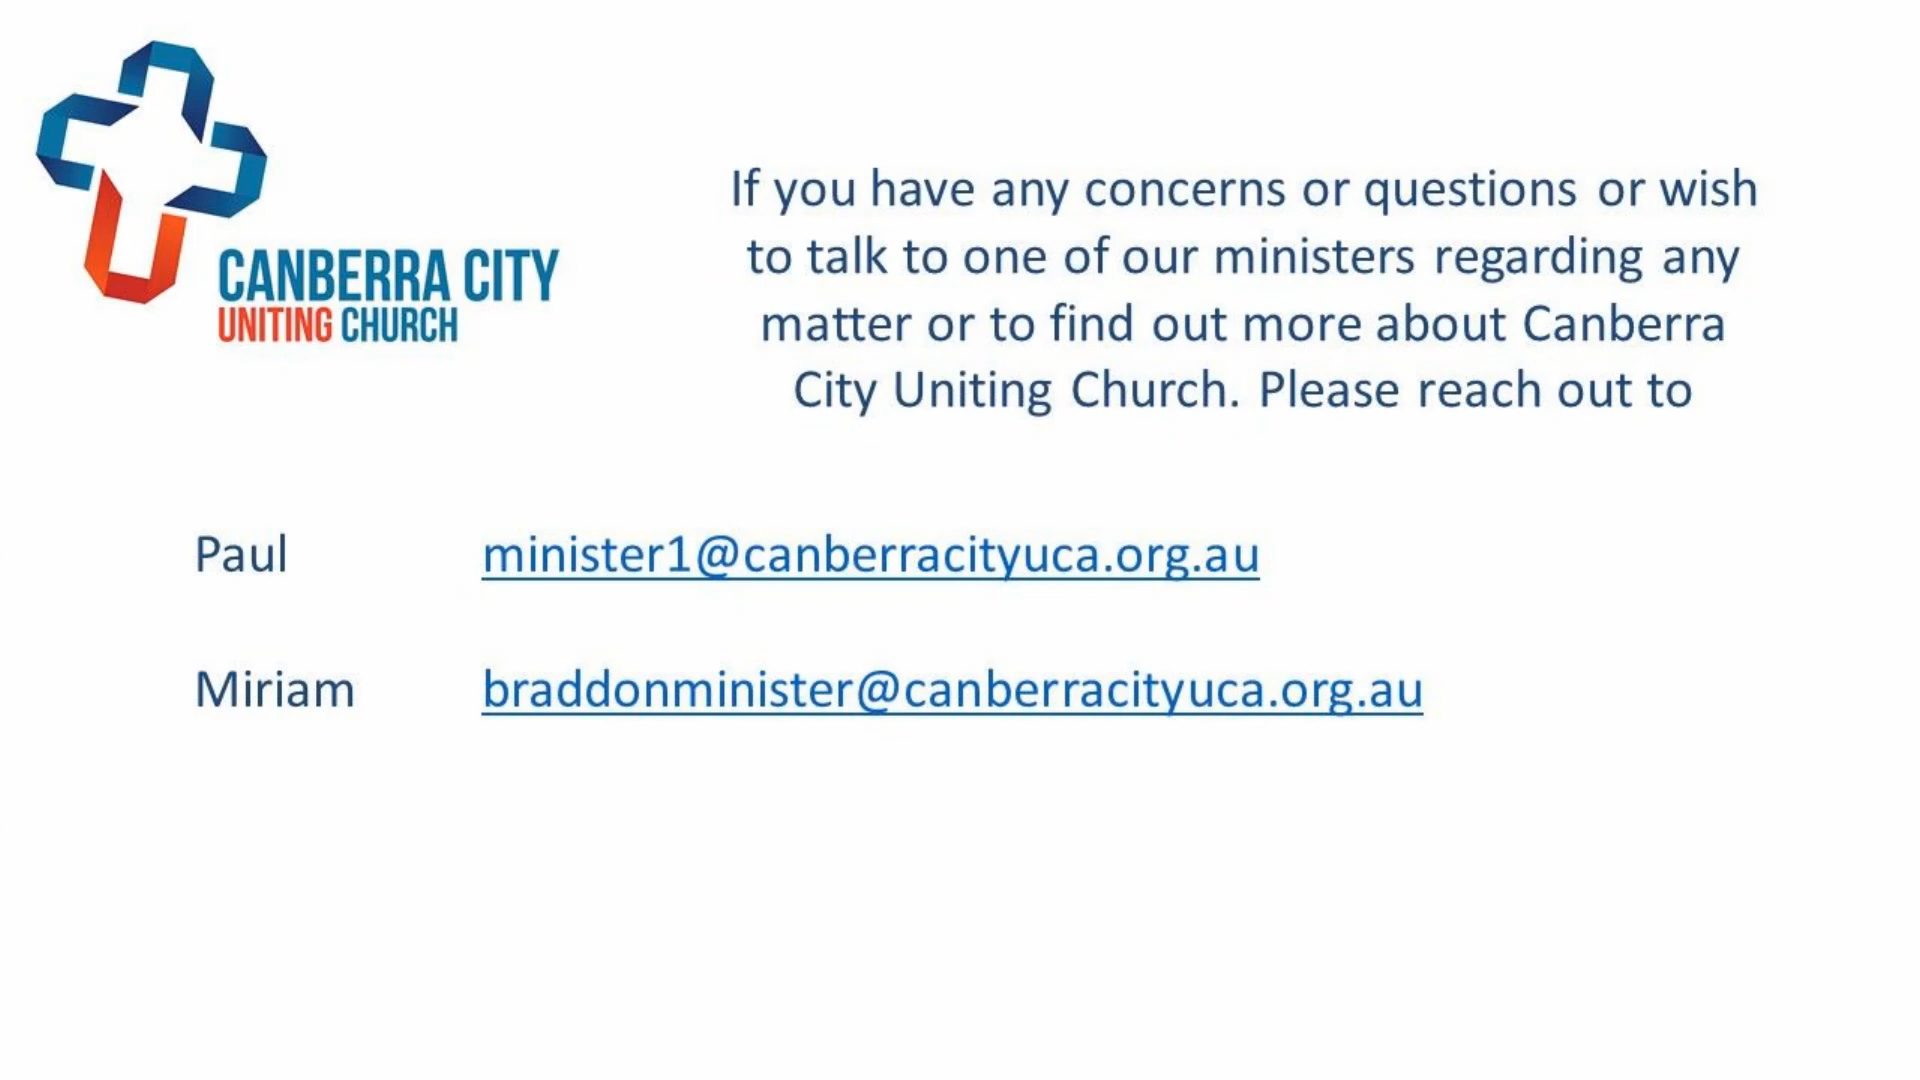 CANBERRA CITY
UNITING CHURCH
If you have any concerns or questions or wish
to talk to one of our ministers regarding any
matter or to find out more about Canberra
City Uniting Church. Please reach out to
Paul minister1@canberracityuca.org.au
Miriam braddonminister@canberracityuca.org.au